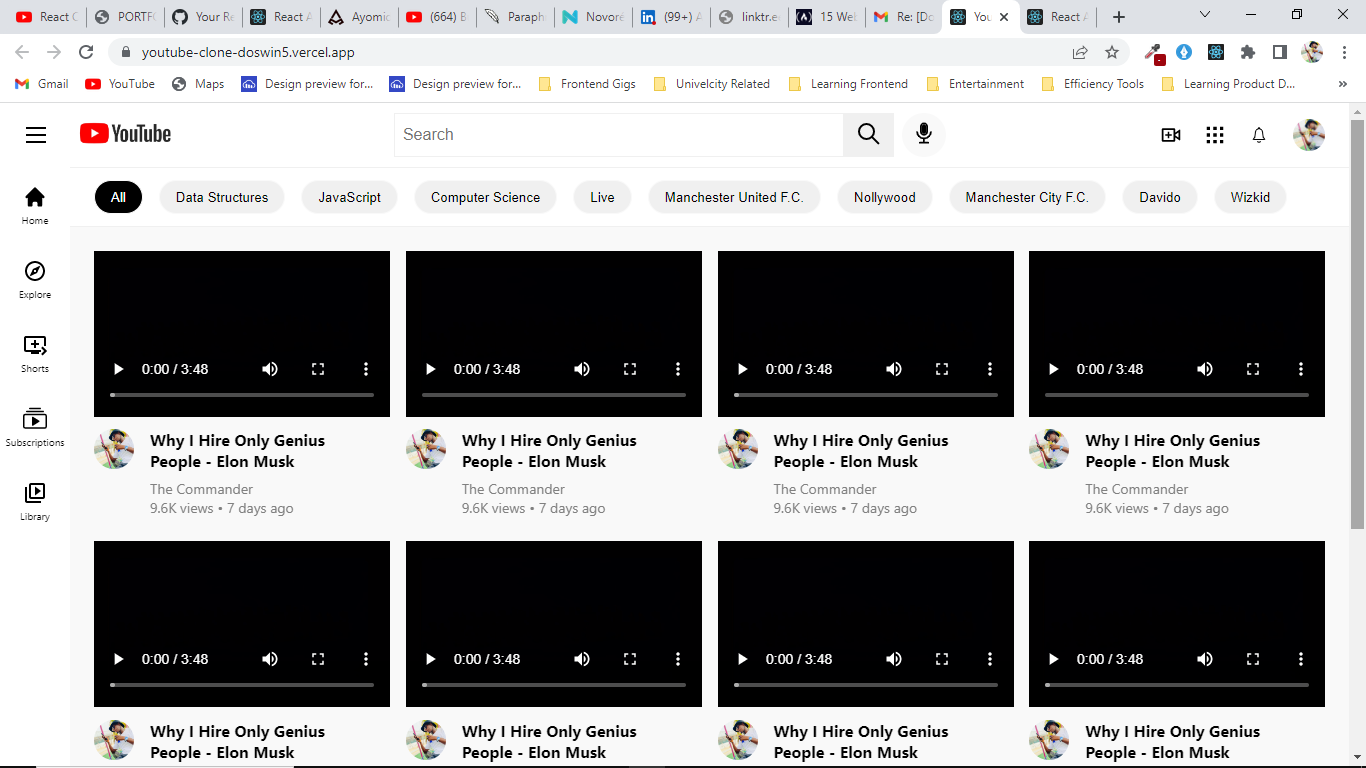 React C
PORTFO
Your Re
React A
Ayomic
(664) B
Paraph
Novore
(99+) A
linktr.e
15 Web
Re: [Do
You
React A
youtube-clone-doswin5.vercel.app
Gmail
YouTube
Maps
Design preview for...
Design preview for...
Frontend Gigs
Univelcity Related
Learning Frontend
Entertainment
Efficiency Tools
Learning Product D...
»
YouTube
Search
Home
Explore
Shorts
Subscriptions
Library
All
Data Structures
JavaScript
Computer Science
Live
Manchester United F.C.
Nollywood
Manchester City F.C.
Davido
Wizkid
0:00 / 3:48
0:00 / 3:48
0:00 / 3:48
0:00 / 3:48
Why I Hire Only Genius
People - Elon Musk
The Commander
9.6K views • 7 days ago
Why I Hire Only Genius
People - Elon Musk
The Commander
9.6K views • 7 days ago
Why I Hire Only Genius
People - Elon Musk
The Commander
9.6K views • 7 days ago
Why I Hire Only Genius
People - Elon Musk
The Commander
9.6K views • 7 days ago
0:00 / 3:48
0:00 / 3:48
0:00 / 3:48
0:00 / 3:48
Why I Hire Only Genius
People - Elon Musk
Why I Hire Only Genius
People - Elon Musk
Why I Hire Only Genius
People - Elon Musk
Why I Hire Only Genius
People - Elon Musk